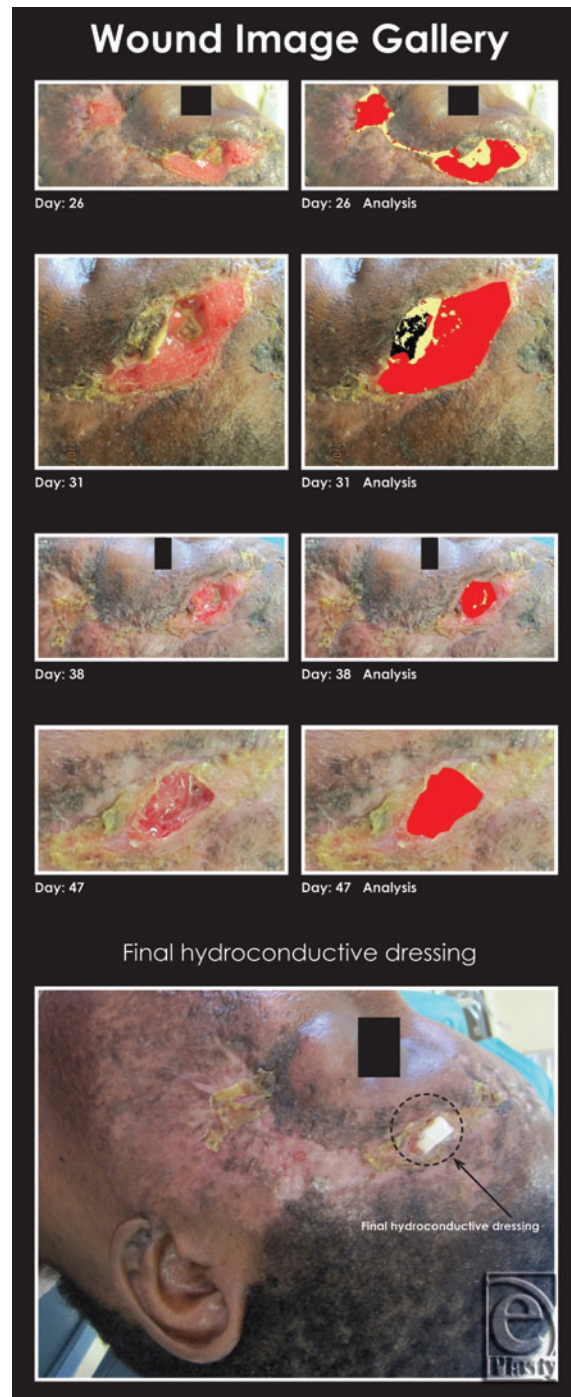 Wound Image Gallery
Day: 26
Day: 26 Analysis
Day: 31
Day: 31 Analysis
Day: 38
Day: 38 Analysis
Day: 47
Day: 47 Analysis
Final hydroconductive dressing
Final hydroconductive dressing
e
Plasty